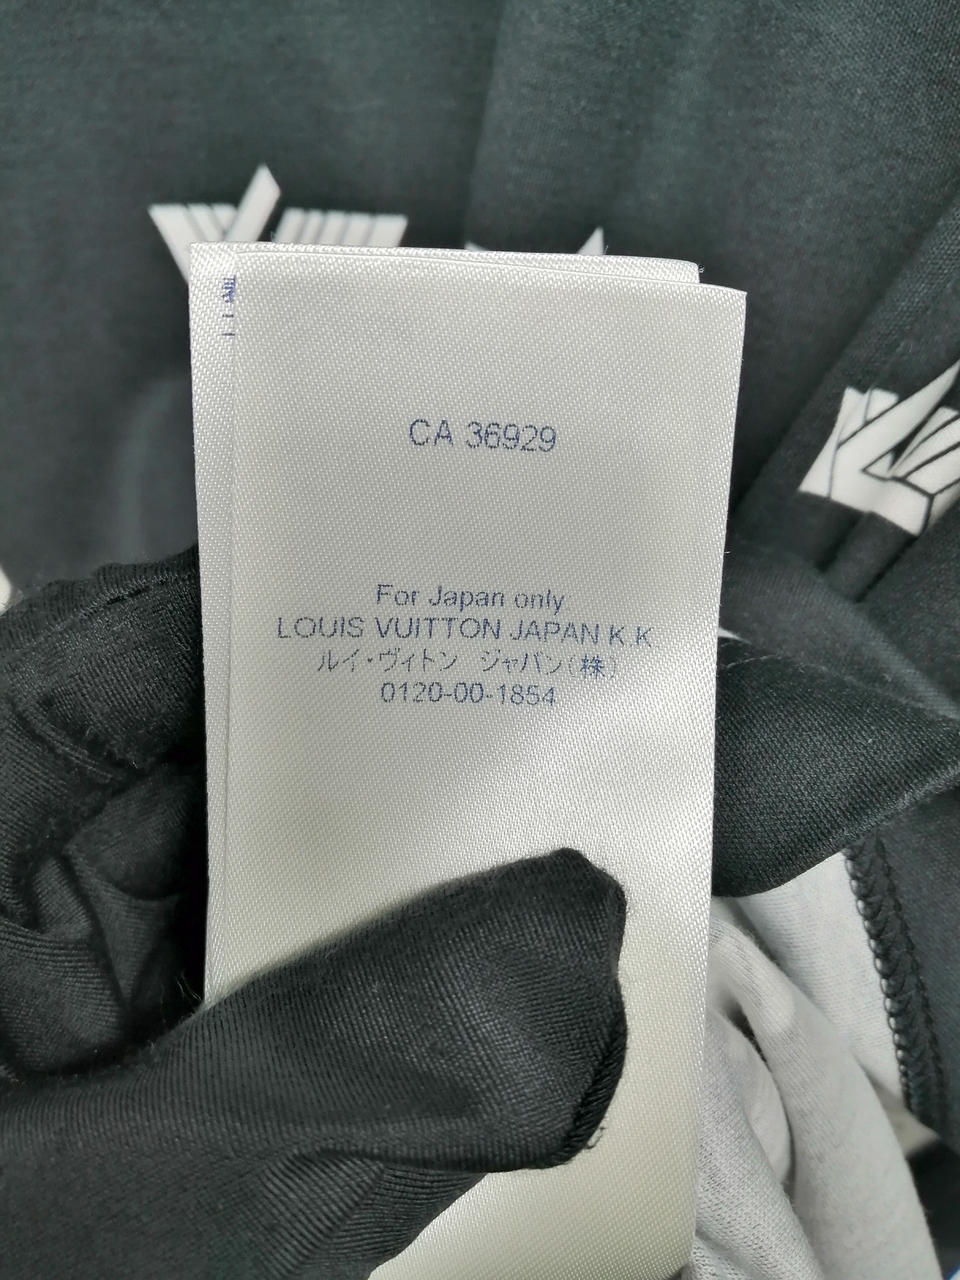 CA 36929
For Japan only
LOUIS VUITTON JAPAN K.K.
ルイ・ヴィトン ジャパン(株)
0120-00-1854